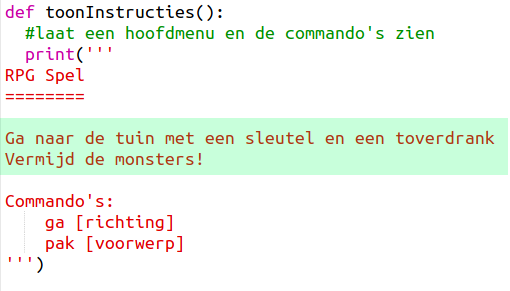 def toonInstructies():
  #laat een hoofdmenu en de commando's zien
  print('''
RPG Spel
========

Ga naar de tuin met een sleutel en een toverdrank
Vermijd de monsters!

Commando's:
    ga [richting]
    pak [voorwerp]
''')